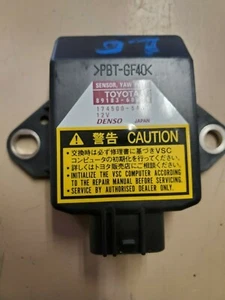 >PBT-GF40<
SENSOR, YAW
TOYOTA
89183-
174500-
12V
DENSO JAPAN
警告 CAUTION
・交換時は必ず修理書に基づきVSC
コンピュータの初期化を行ってください。
・詳しくはトヨタ販売店にご相談ください。
・INITIALIZE THE VSC COMPUTER ACCORDING
TO THE REPAIR MANUAL BEFORE RENEWAL.
・SERVICE BY AUTHORISED DEALER ONLY.